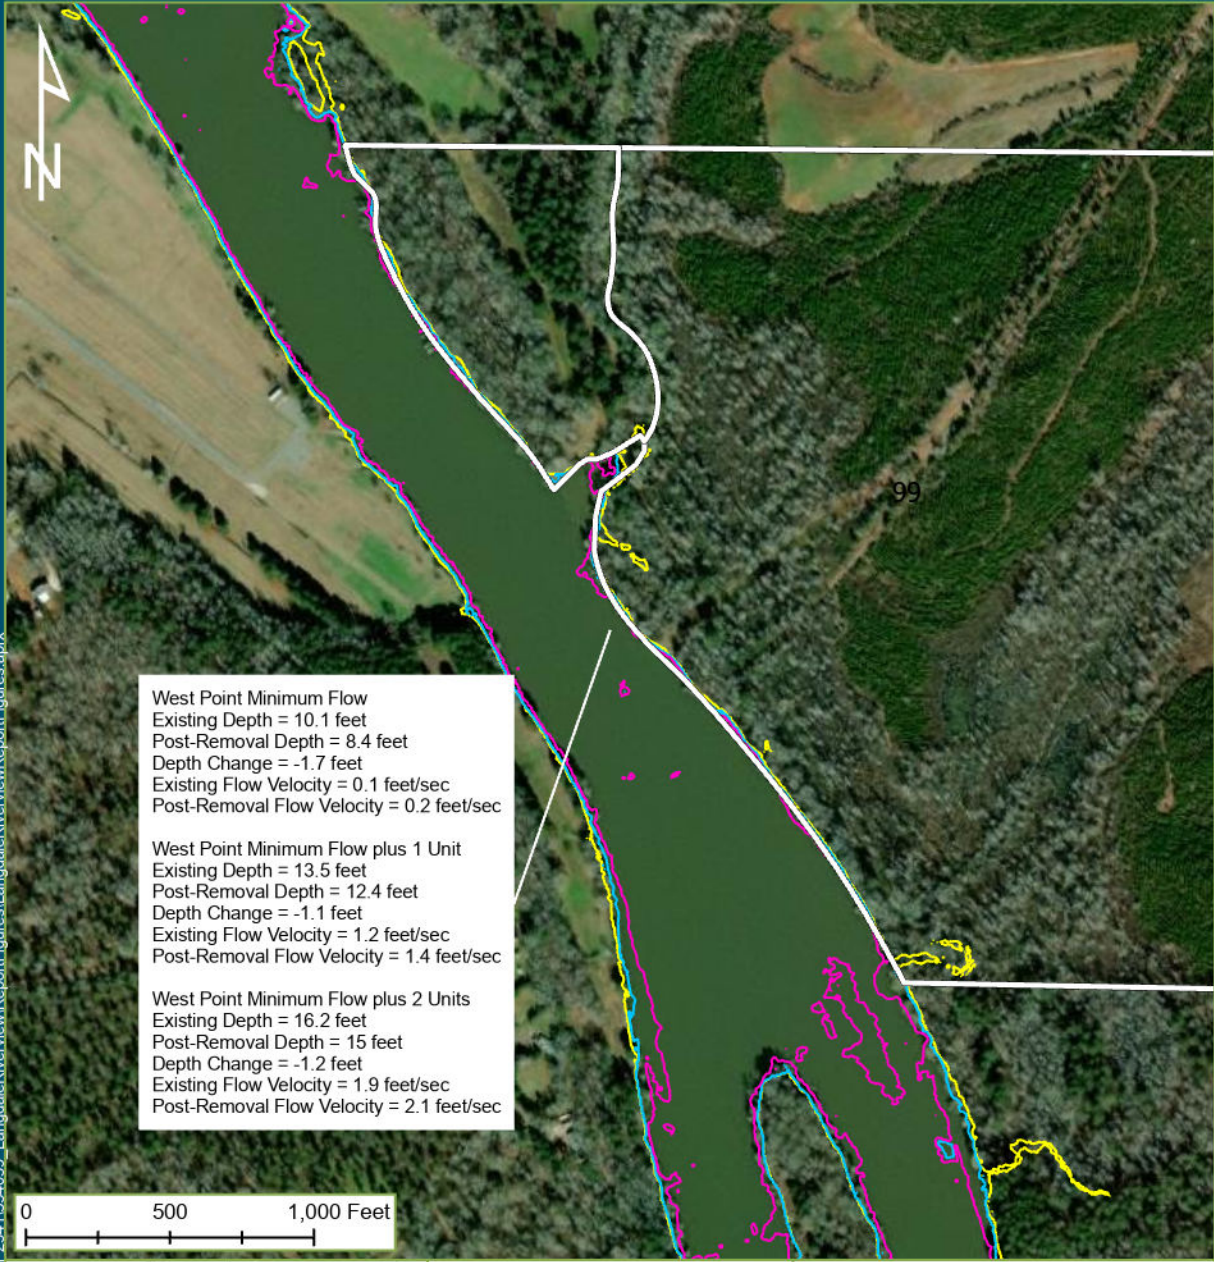 N
99
West Point Minimum Flow
Existing Depth = 10.1 feet
Post-Removal Depth = 8.4 feet
Depth Change = -1.7 feet
Existing Flow Velocity = 0.1 feet/sec
Post-Removal Flow Velocity = 0.2 feet/sec
West Point Minimum Flow plus 1 Unit
Existing Depth = 13.5 feet
Post-Removal Depth = 12.4 feet
Depth Change = -1.1 feet
Existing Flow Velocity = 1.2 feet/sec
Post-Removal Flow Velocity = 1.4 feet/sec
West Point Minimum Flow plus 2 Units
Existing Depth = 16.2 feet
Post-Removal Depth = 15 feet
Depth Change = -1.2 feet
Existing Flow Velocity = 1.9 feet/sec
Post-Removal Flow Velocity = 2.1 feet/sec
0 500 1,000 Feet